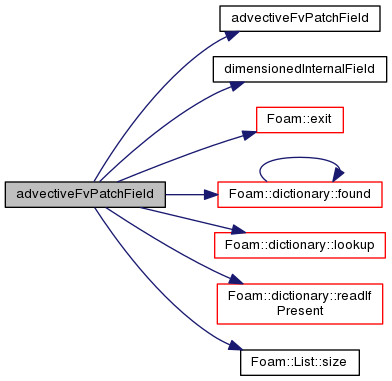 advectiveFvPatchField
dimensionedInternalField
Foam::exit
advectiveFvPatchField
Foam::dictionary::found
Foam::dictionary::lookup
Foam::dictionary::readIf
Present
Foam::List::size